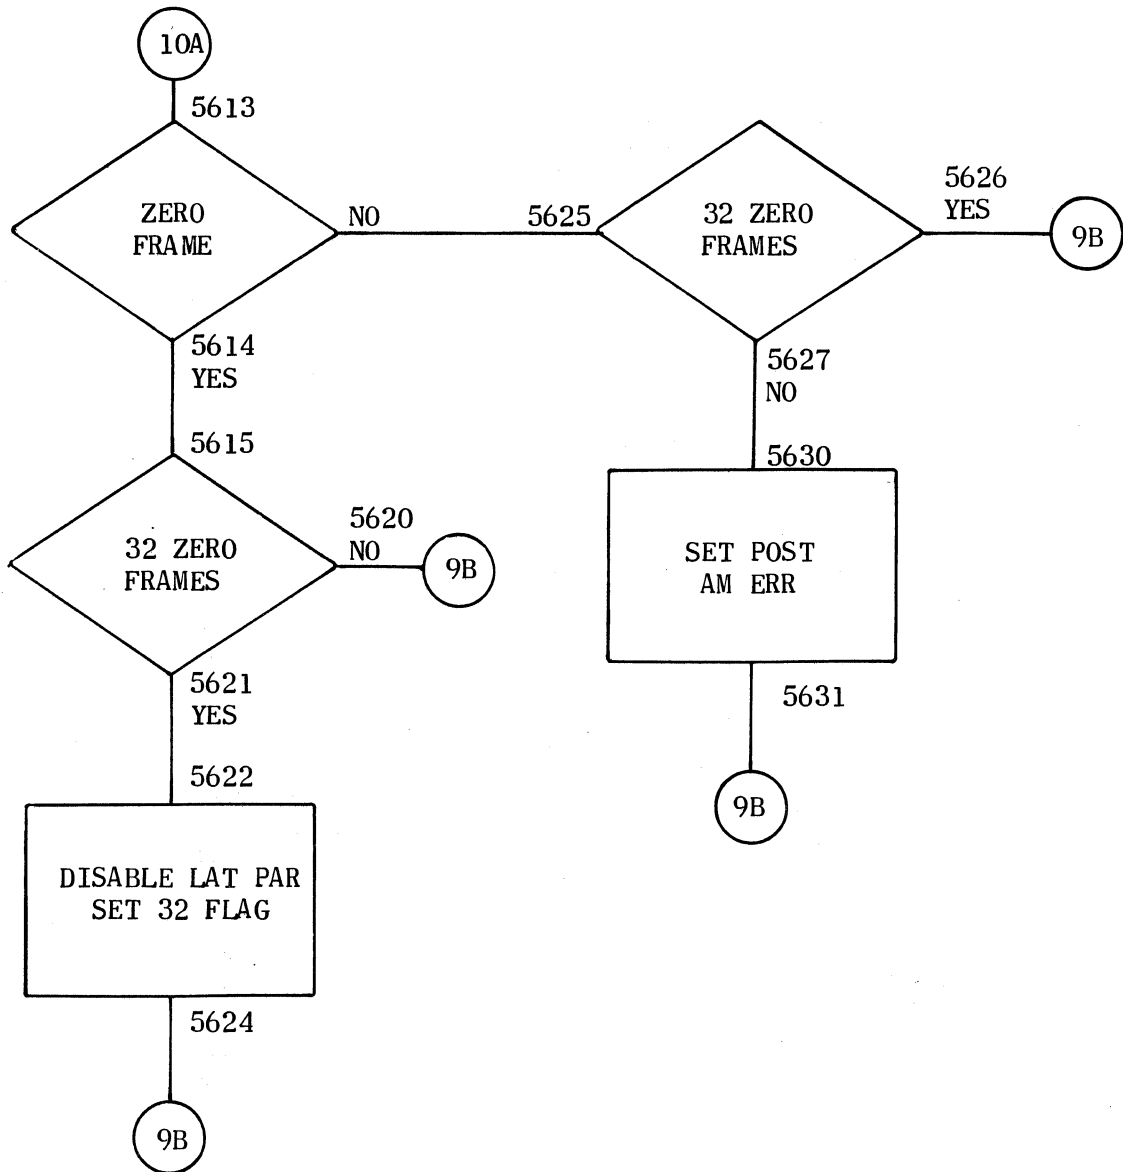 10A
5613
ZERO
FRAME
NO
5625
32 ZERO
FRAMES
5626
YES
9B
5614
YES
5627
NO
5615
32 ZERO
FRAMES
5620
NO
9B
5630
SET POST
AM ERR
5631
9B
5621
YES
5622
DISABLE LAT PAR
SET 32 FLAG
5624
9B